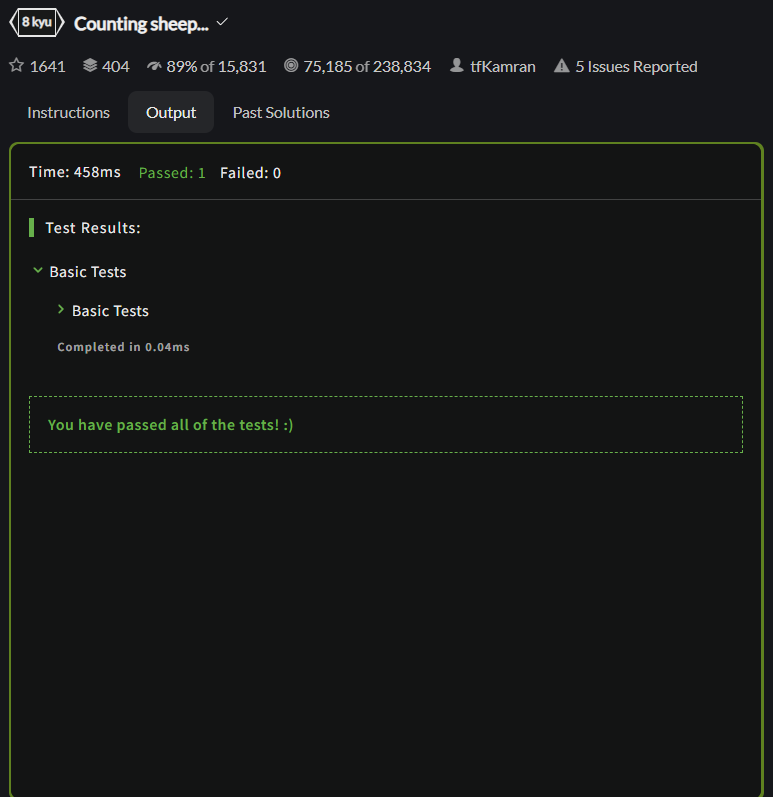 8 kyu Counting sheep...
1641 404 89% of 15,831 75,185 of 238,834 tfKamran 5 Issues Reported
Instructions Output Past Solutions
Time: 458ms Passed: 1 Failed: 0
Test Results:
Basic Tests
Basic Tests
Completed in 0.04ms
You have passed all of the tests! :)